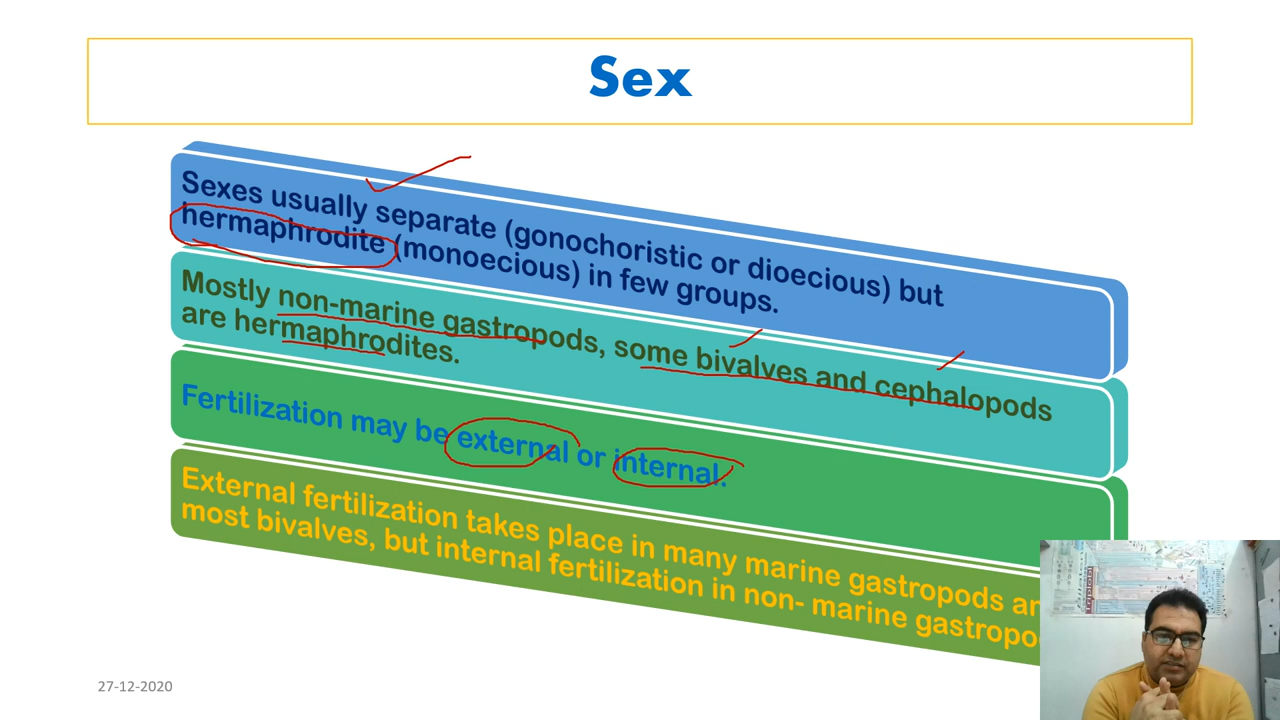 Sex
Sexes usually separate (gonochoristic or dioecious) but
hermaphrodite (monoecious) in few groups.
Mostly non-marine gastropods, some bivalves and cephalopods
are hermaphrodites.
Fertilization may be external or internal.
External fertilization takes place in many marine gastropods
most bivalves, but internal fertilization in non- marine
27-12-2020